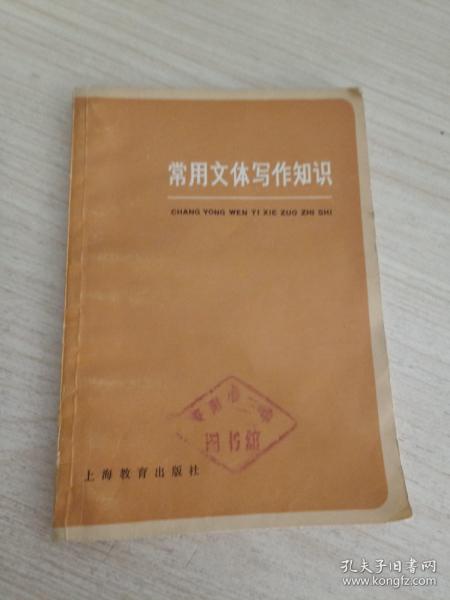 常用文体写作知识
CHANG YONG WEN TI XIE ZUO ZHI SHI
图书馆
上海教育出版社
孔夫子旧书网
www.kongfz.com